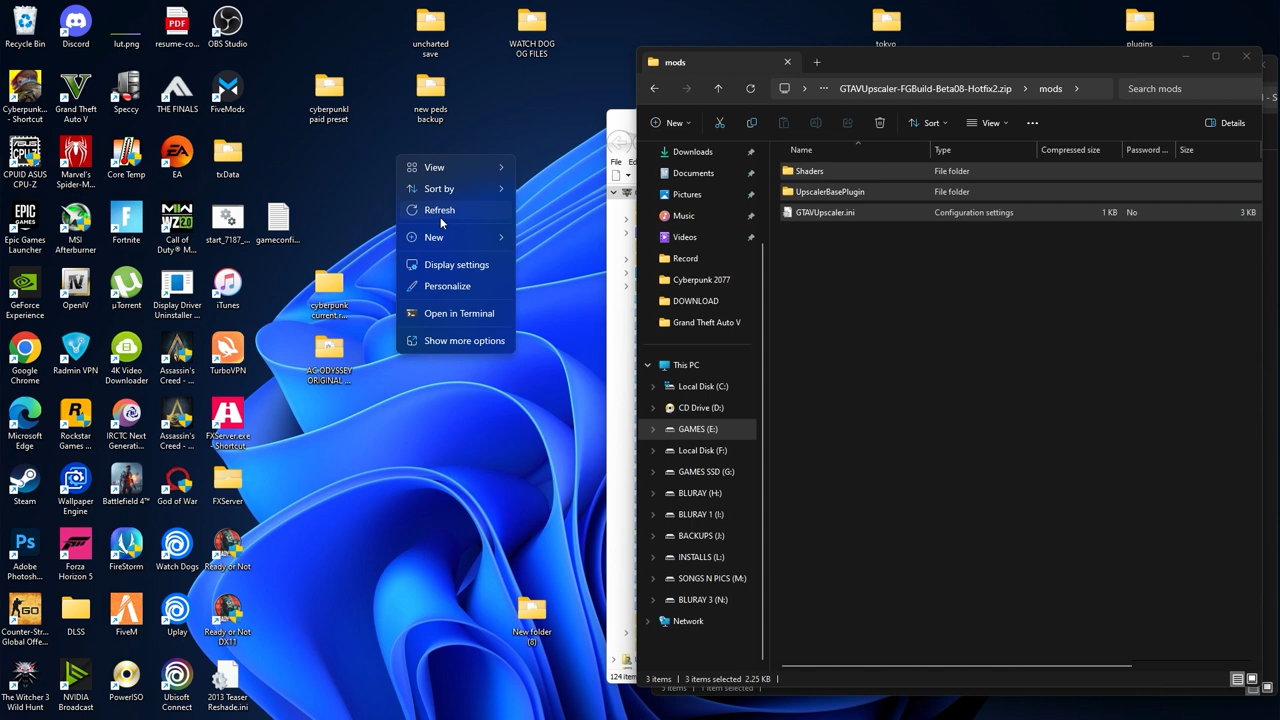 Recycle Bin
Discord
lut.png
resume-co...
OBS Studio
Cyberpunk... - Shortcut
Grand Theft Auto V
Speccy
THE FINALS
FiveMods
CPUID ASUS CPU-Z
Marvel's Spider-M...
Core Temp
EA
txData
Epic Games Launcher
MSI Afterburner
Fortnite
Call of Duty® M...
start_7187_...
gameconfi...
GeForce Experience
OpenIV
µTorrent
Display Driver Uninstaller ...
iTunes
Google Chrome
Radmin VPN
4K Video Downloader
Assassin's Creed - ...
TurboVPN
Microsoft Edge
Rockstar Games ...
IRCTC Next Generati...
Assassin's Creed - ...
FXServer.exe - Shortcut
Steam
Wallpaper Engine
Battlefield 4™
God of War
FXServer
Adobe Photosh...
Forza Horizon 5
FireStorm
Watch Dogs
Ready or Not
Counter-Str... Global Offe...
DLSS
FiveM
Uplay
Ready or Not DX11
The Witcher 3 Wild Hunt
NVIDIA Broadcast
PowerISO
Ubisoft Connect
2013 Teaser Reshade.ini
uncharted save
WATCH DOG OG FILES
tokyo
plugins
cyberpunkl paid preset
new peds backup
cyberpunk current r...
AC ODYSSEY ORIGINAL ...
New folder (8)
View
Sort by
Refresh
New
Display settings
Personalize
Open in Terminal
Show more options
File
124 item
mods
GTAVUpscaler-FGBuild-Beta08-Hotfix2.zip
mods
Search mods
New
Sort
View
Details
Name
Type
Compressed size
Password ...
Size
Shaders
File folder
UpscalerBasePlugin
File folder
GTAVUpscaler.ini
Configuration settings
1 KB
No
3 KB
Downloads
Documents
Pictures
Music
Videos
Record
Cyberpunk 2077
DOWNLOAD
Grand Theft Auto V
This PC
Local Disk (C:)
CD Drive (D:)
GAMES (E:)
Local Disk (F:)
GAMES SSD (G:)
BLURAY (H:)
BLURAY 1 (I:)
BACKUPS (J:)
INSTALLS (L:)
SONGS N PICS (M:)
BLURAY 3 (N:)
Network
3 items
3 items selected 2.25 KB